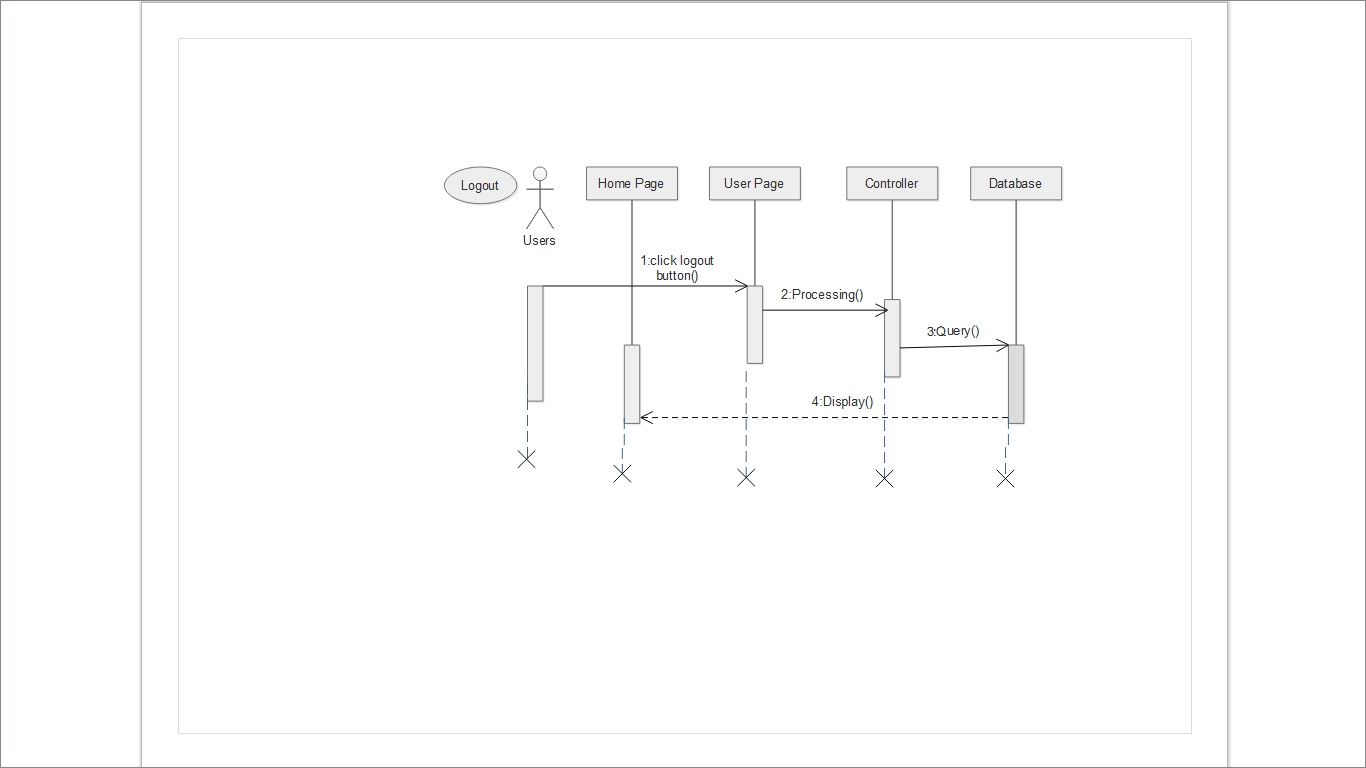 Logout
Users
Home Page
User Page
Controller
Database
1:click logout
button()
2:Processing()
3:Query()
4:Display()